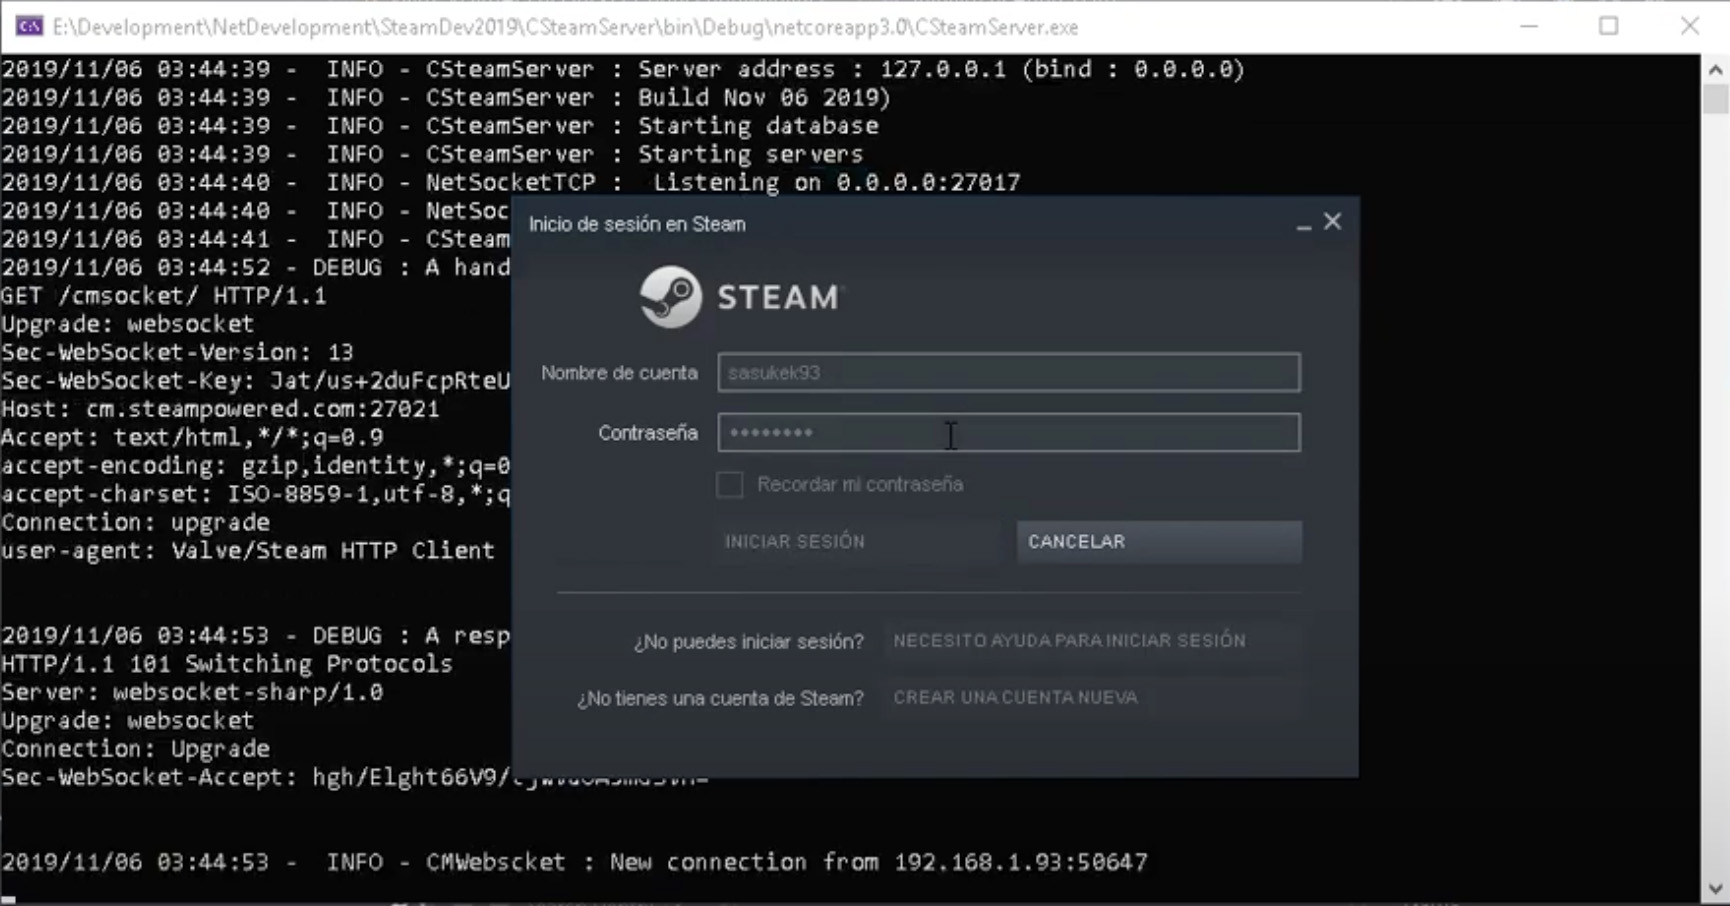 E:\Development\NetDevelopment\SteamDev2019\CSteamServer\bin\Debug\netcoreapp3.0\CSteamServer.exe
2019/11/06 03:44:39 -  INFO - CSteamServer : Server address : 127.0.0.1 (bind : 0.0.0.0)
2019/11/06 03:44:39 -  INFO - CSteamServer : Build Nov 06 2019)
2019/11/06 03:44:39 -  INFO - CSteamServer : Starting database
2019/11/06 03:44:39 -  INFO - CSteamServer : Starting servers
2019/11/06 03:44:40 -  INFO - NetSocketTCP :  Listening on 0.0.0.0:27017
2019/11/06 03:44:40 -  INFO - NetSoc
2019/11/06 03:44:41 -  INFO - CSteam
2019/11/06 03:44:52 - DEBUG : A hand
GET /cmsocket/ HTTP/1.1
Upgrade: websocket
Sec-WebSocket-Version: 13
Sec-WebSocket-Key: Jat/us+2duFcpRteU
Host: cm.steampowered.com:27021
Accept: text/html,*/*;q=0.9
accept-encoding: gzip,identity,*;q=0
accept-charset: ISO-8859-1,utf-8,*;q
Connection: upgrade
user-agent: Valve/Steam HTTP Client
2019/11/06 03:44:53 - DEBUG : A resp
HTTP/1.1 101 Switching Protocols
Server: websocket-sharp/1.0
Upgrade: websocket
Connection: Upgrade
Sec-WebSocket-Accept:
2019/11/06 03:44:53 -  INFO - CMWebscket : New connection from 192.168.1.93:50647
Inicio de sesión en Steam
STEAM
Nombre de cuenta sasukek93
Contraseña ••••••••
Recordar mi contraseña
INICIAR SESIÓN CANCELAR
¿No puedes iniciar sesión? NECESITO AYUDA PARA INICIAR SESIÓN
¿No tienes una cuenta de Steam? CREAR UNA CUENTA NUEVA